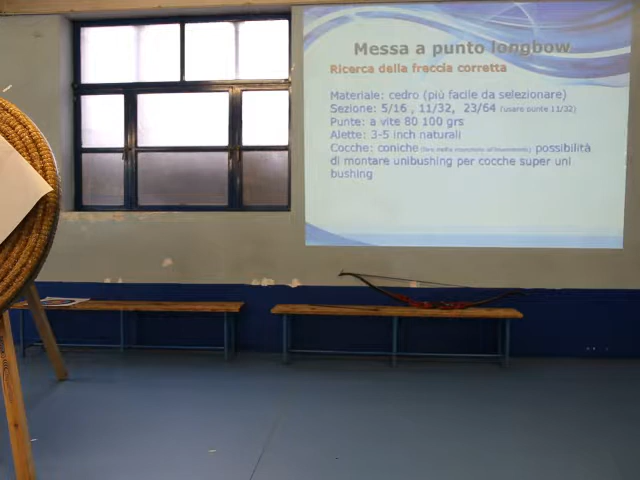 Messa a punto longbow
Ricerca della freccia corretta
Materiale: cedro (più facile da selezionare)
Sezione: 5/16 , 11/32, 23/64 (usare punte 11/32)
Punte: a vite 80 100 grs
Alette: 3-5 inch naturali
Cocche: coniche possibilità
di montare unibushing per cocche super uni
bushing